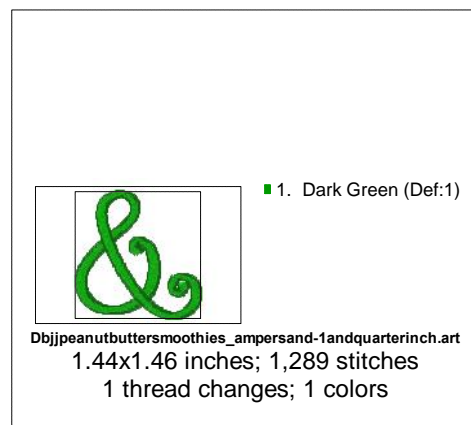 1. Dark Green (Def:1)
&
Dbjjpeanutbuttersmoothies_ampersand-1andquarterinch.art
1.44x1.46 inches; 1,289 stitches
1 thread changes; 1 colors